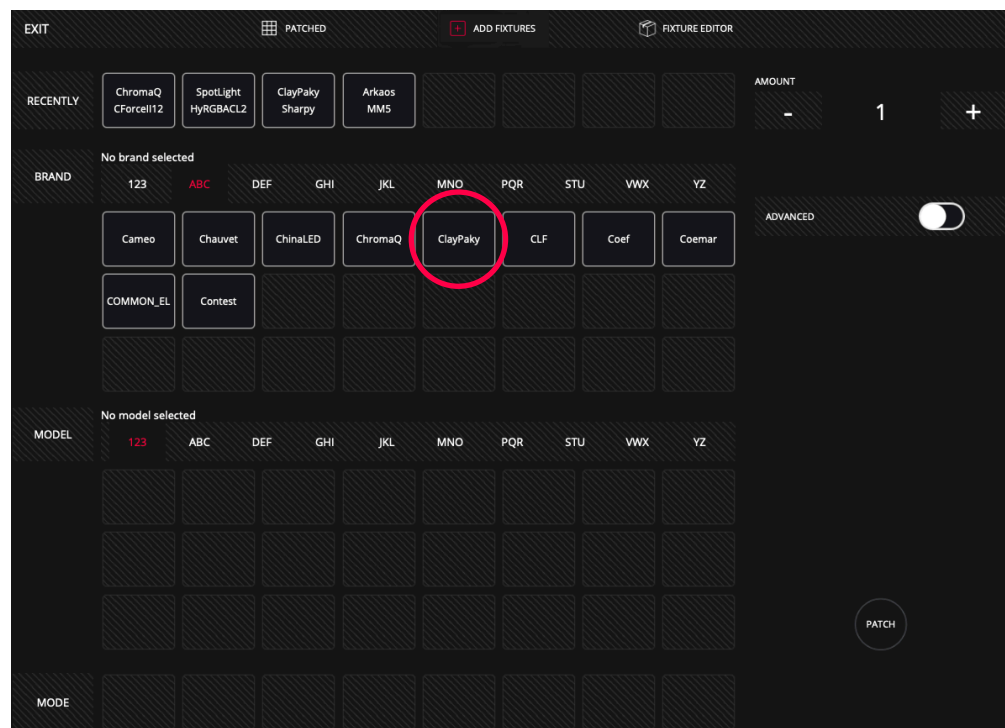 EXIT
PATCHED
ADD FIXTURES
FIXTURE EDITOR
RECENTLY
ChromaQ
CForceII12
SpotLight
HyRGBACL2
ClayPaky
Sharpy
Arkaos
MM5
AMOUNT
- 1 +
No brand selected
BRAND
123 ABC DEF GHI JKL MNO PQR STU VWX YZ
ADVANCED
Cameo
Chauvet
ChinaLED
ChromaQ
ClayPaky
CLF
Coef
Coemar
COMMON_EL
Contest
No model selected
MODEL
123 ABC DEF GHI JKL MNO PQR STU VWX YZ
PATCH
MODE